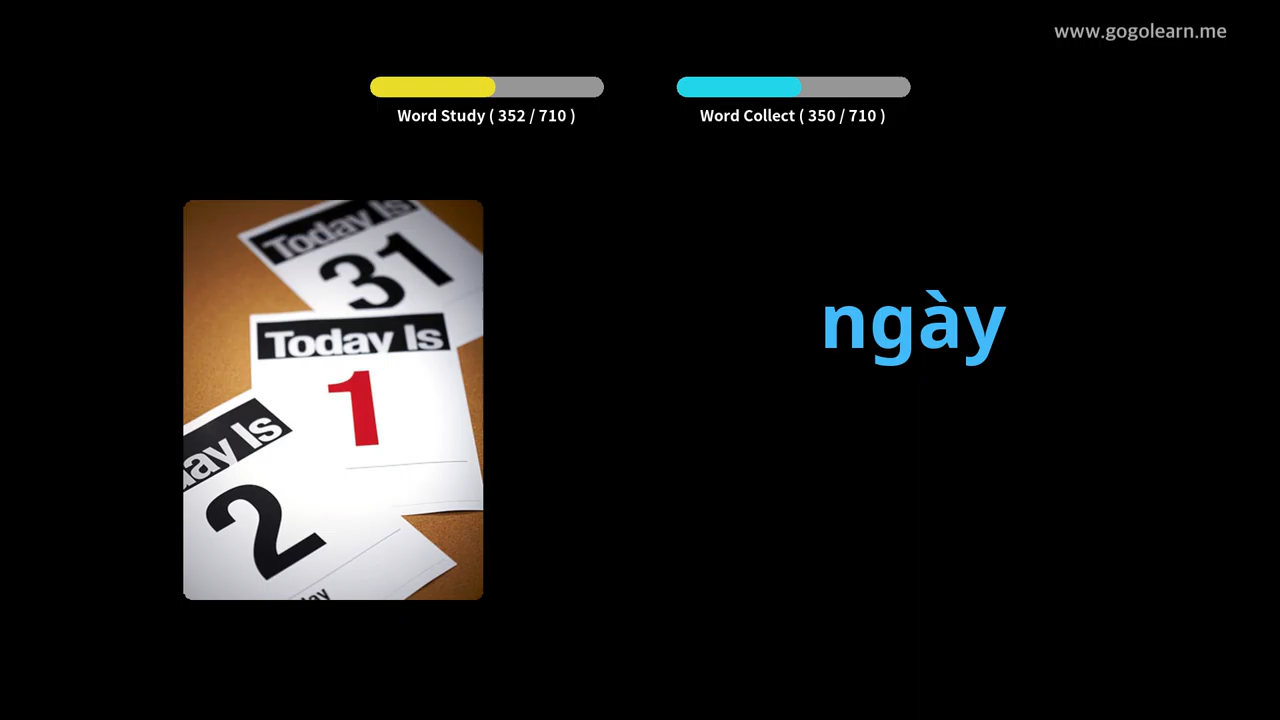 www.gogolearn.me
Word Study ( 352 / 710 )
Word Collect ( 350 / 710 )
Today Is
31
Today Is
1
ay Is
2
ngày